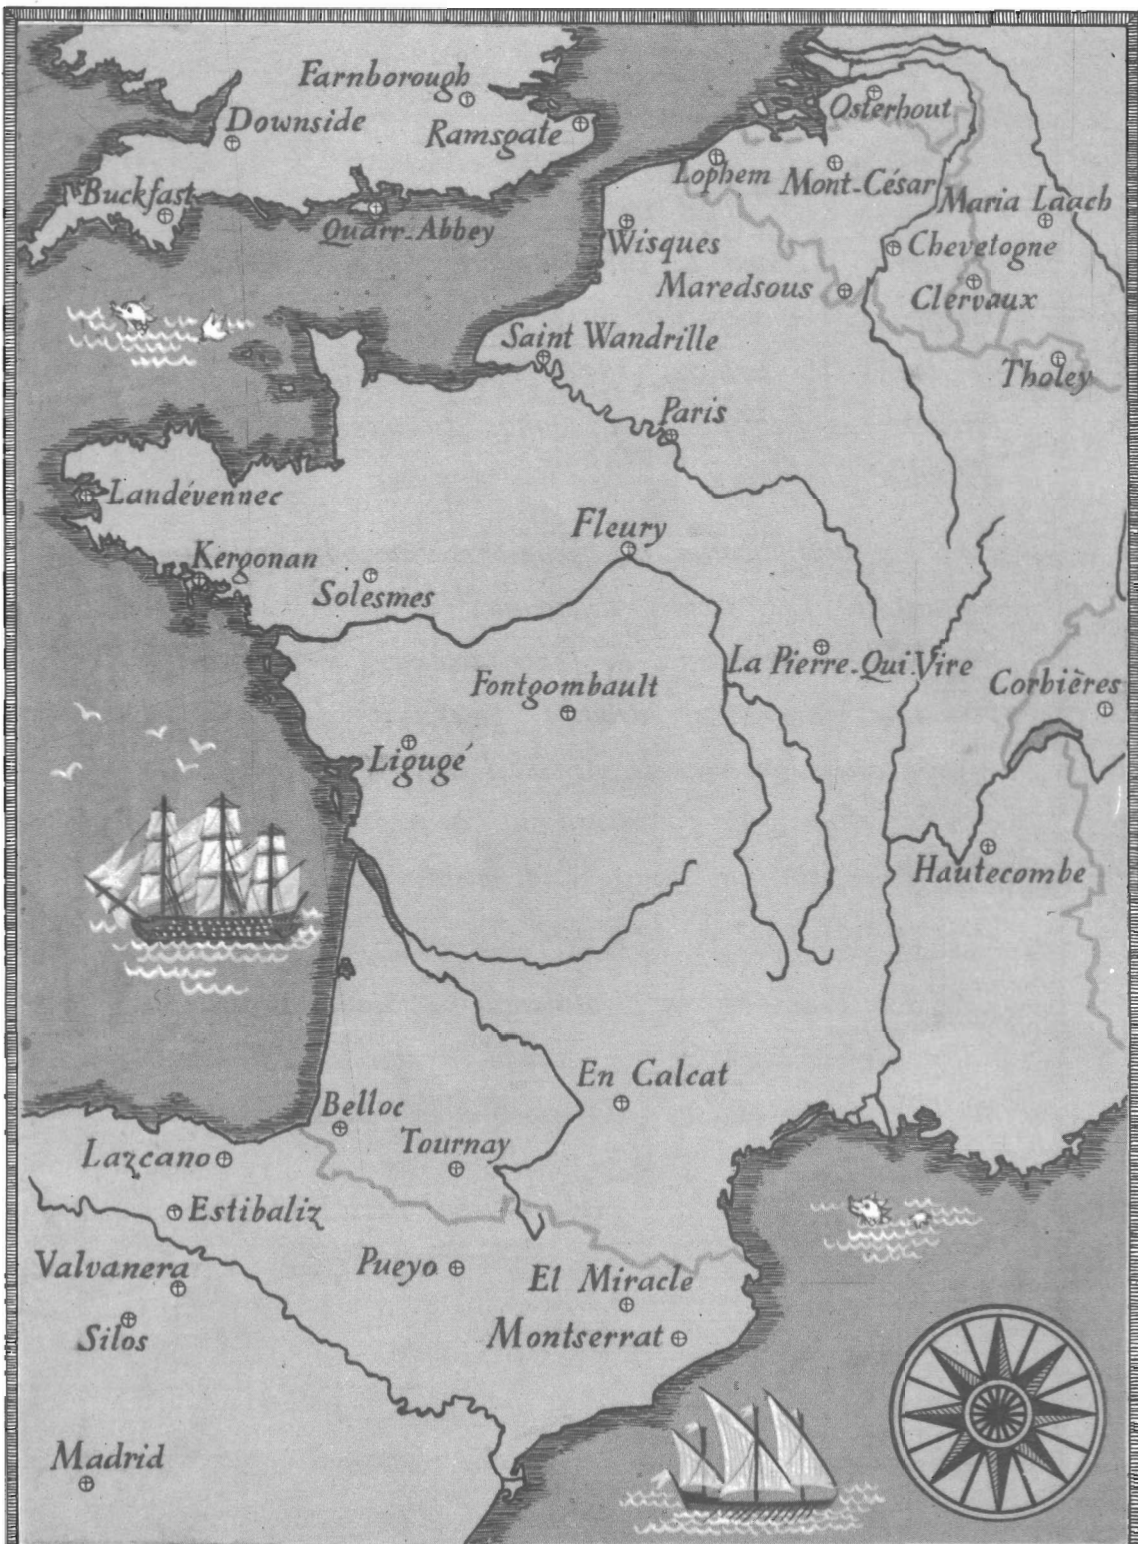 Farnborough
Downside
Ramsgate
Osterhout
Buckfast
Quarr-Abbey
Lophem
Mont-César
Maria Laach
Wisques
Chevetogne
Maredsous
Clervaux
Saint Wandrille
Tholey
Paris
Landévennec
Fleury
Kergonan
Solesmes
La Pierre-Qui-Vire
Fontgombault
Corbières
Ligugé
Hautecombe
En Calcat
Belloc
Tournay
Lazcano
Estibaliz
Valvanera
Pueyo
El Miracle
Silos
Montserrat
Madrid